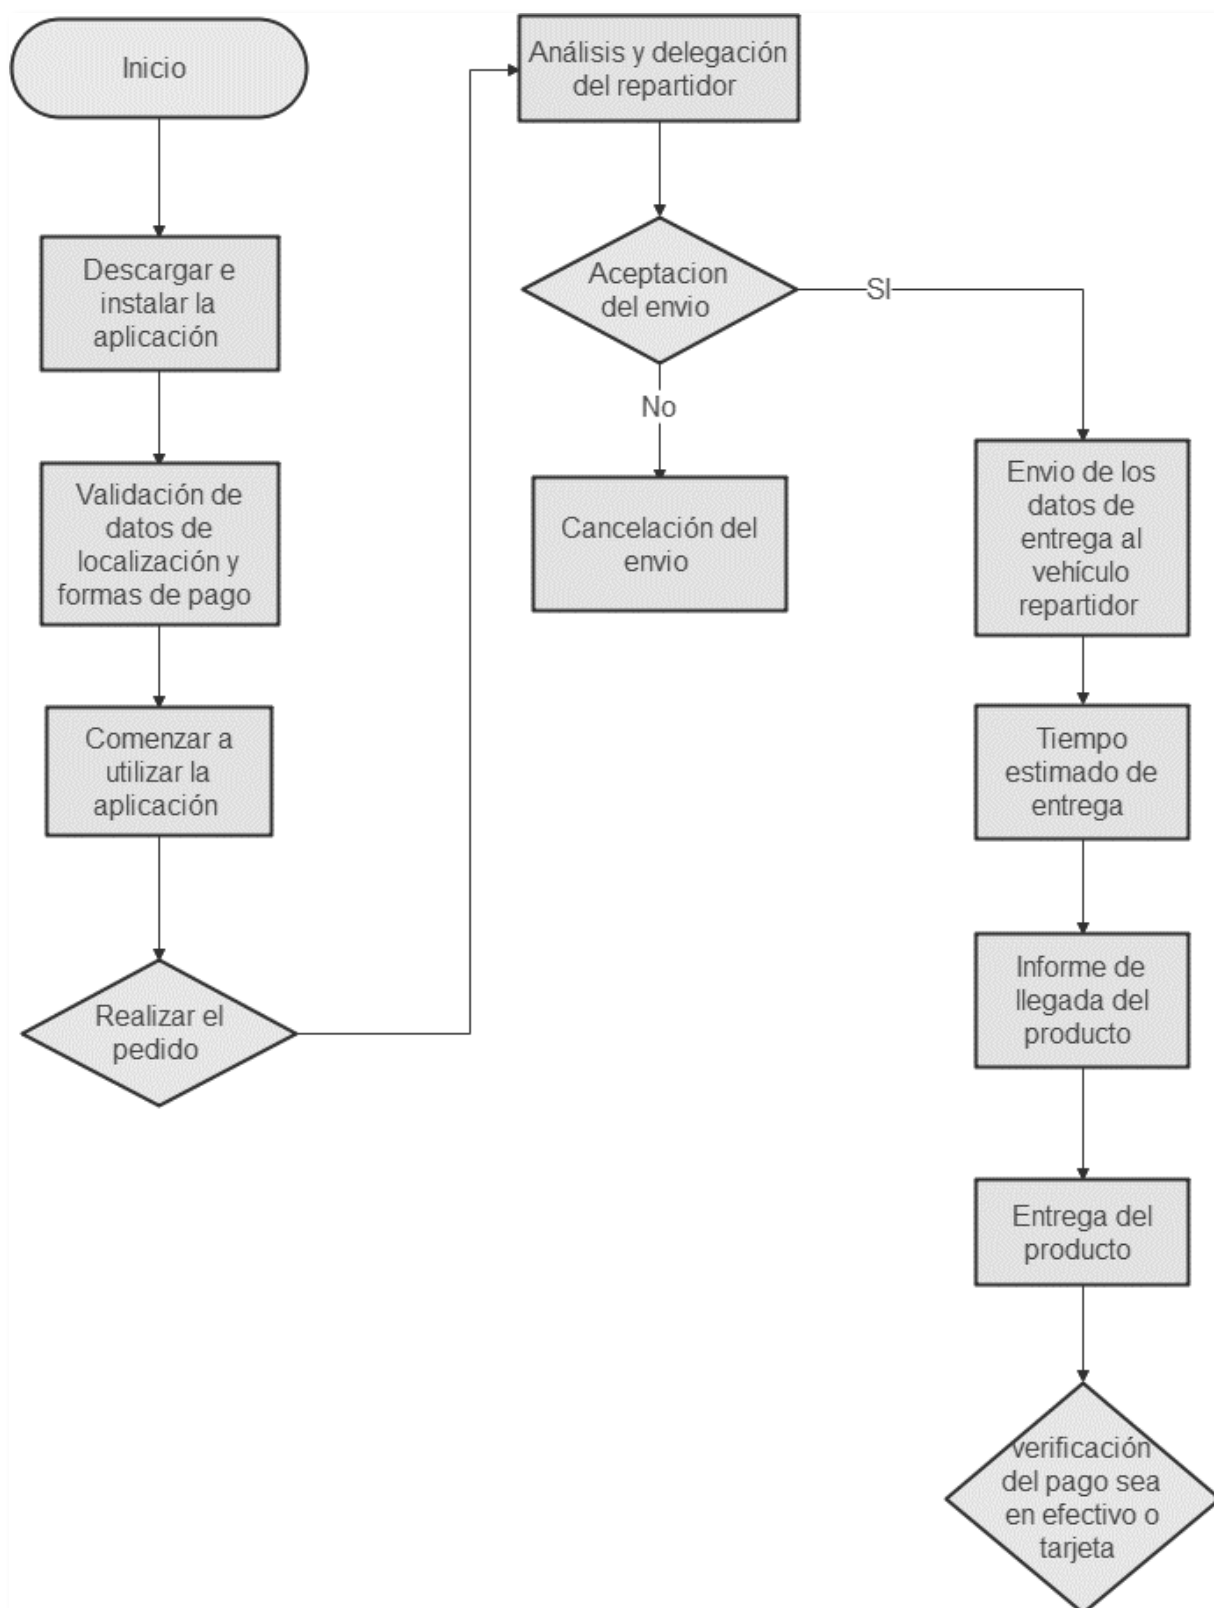 Inicio
Descargar e
instalar la
aplicación
Validación de
datos de
localización y
formas de pago
Comenzar a
utilizar la
aplicación
Realizar el
pedido
Análisis y delegación
del repartidor
Aceptacion
del envio
SI
No
Cancelación del
envio
Envio de los
datos de
entrega al
vehículo
repartidor
Tiempo
estimado de
entrega
Informe de
llegada del
producto
Entrega del
producto
verificación
del pago sea
en efectivo o
tarjeta